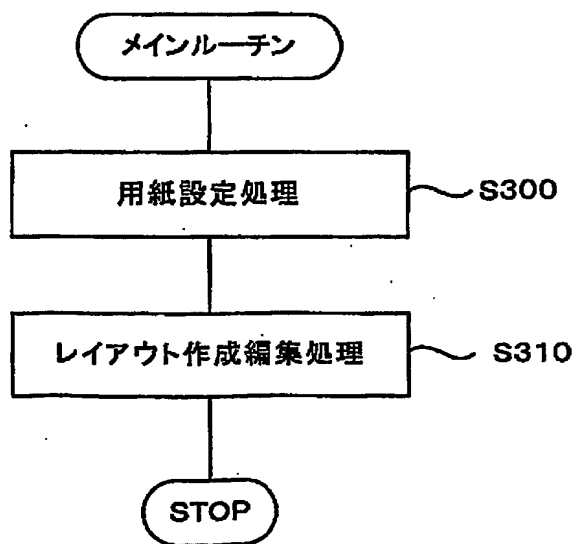 メインルーチン
用紙設定処理
S300
レイアウト作成編集処理
S310
STOP